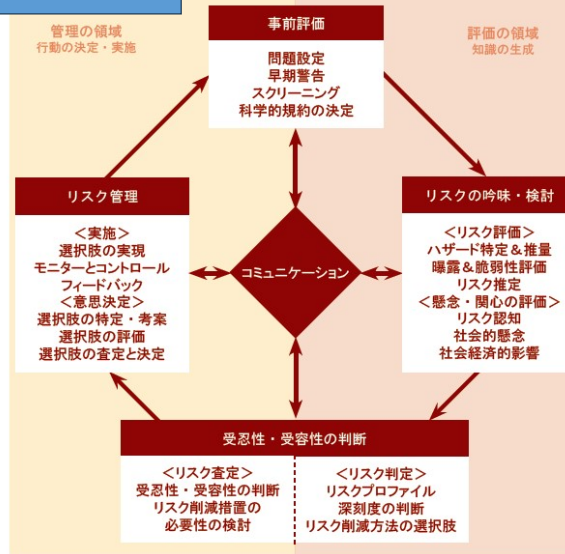 管理の領域
行動の決定・実施
評価の領域
知識の生成
事前評価
問題設定
早期警告
スクリーニング
科学的規約の決定
リスク管理
<実施>
選択肢の実現
モニターとコントロール
フィードバック
<意思決定>
選択肢の特定・考案
選択肢の評価
選択肢の査定と決定
コミュニケーション
リスクの吟味・検討
<リスク評価>
ハザード特定&推量
曝露&脆弱性評価
リスク推定
<懸念・関心の評価>
リスク認知
社会的懸念
社会経済的影響
受忍性・受容性の判断
<リスク査定>
受忍性・受容性の判断
リスク削減措置の
必要性の検討
<リスク判定>
リスクプロファイル
深刻度の判断
リスク削減方法の選択肢